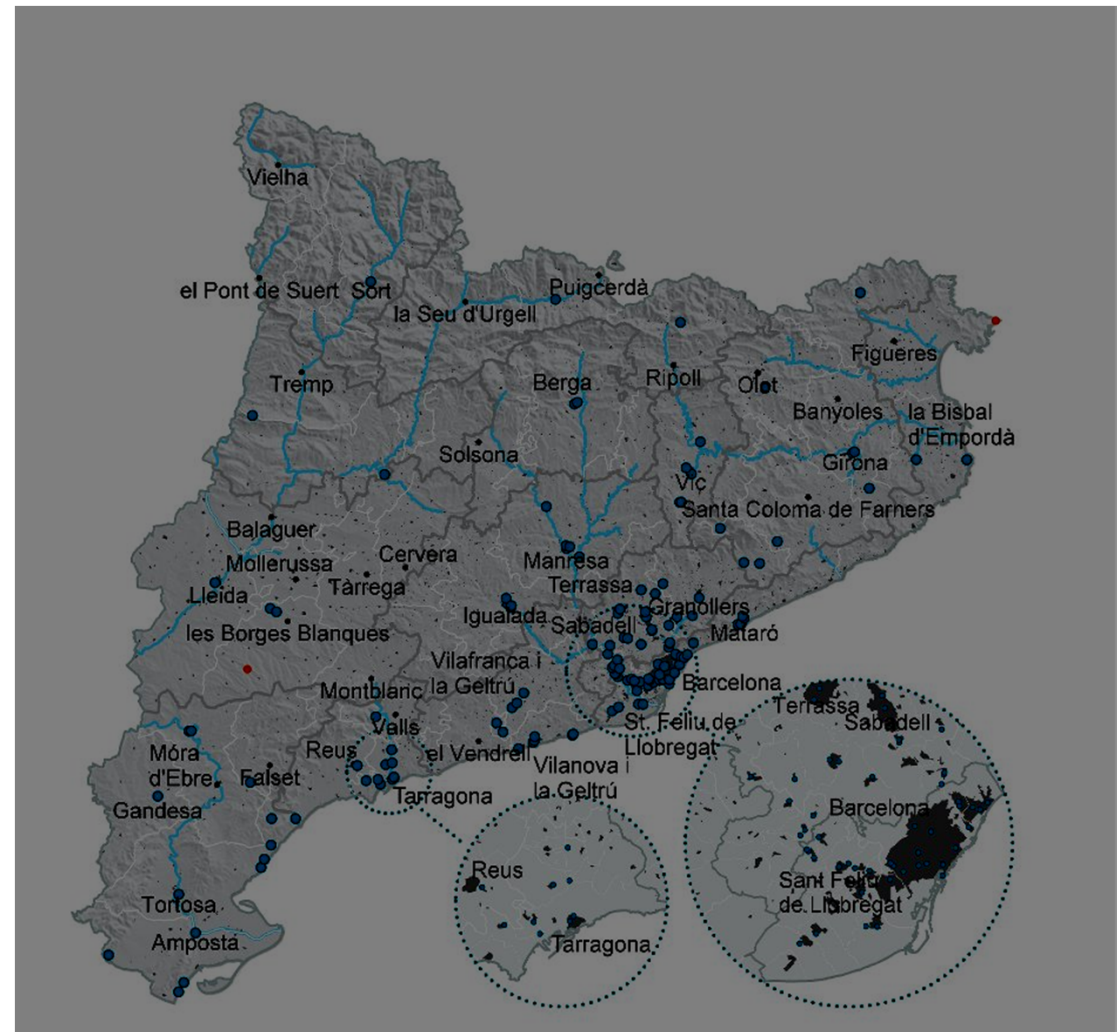 Vielha
el Pont de Suert
Sort
la Seu d'Urgell
Puigcerdà
Figueres
Tremp
Berga
Ripoll
Olot
Banyoles
la Bisbal
d'Empordà
Solsona
Vic
Girona
Santa Coloma de Farners
Balaguer
Mollerussa
Cervera
Manresa
Tàrrega
Terrassa
Lleida
Igualada
Granollers
les Borges Blanques
Sabadell
Mataró
Vilafranca i
la Geltrú
Montblanc
Barcelona
Valls
St. Feliu de
Llobregat
Reus
el Vendrell
Móra
d'Ebre
Falset
Vilanova i
la Geltrú
Gandesa
Tarragona
Tortosa
Amposta
Reus
Tarragona
Terrassa
Sabadell
Barcelona
Sant Feliu
de Llobregat